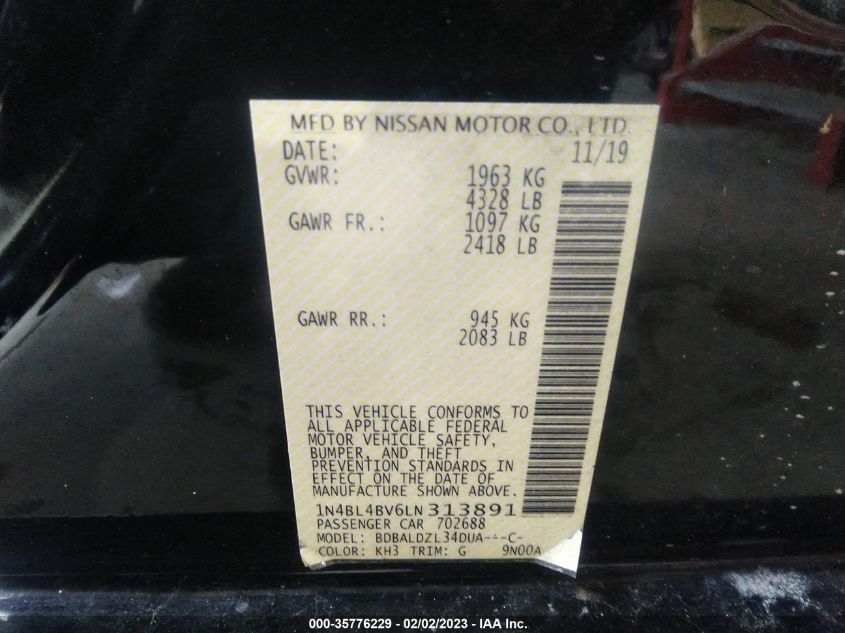 MFD BY NISSAN MOTOR CO., LTD.
DATE: 11/19
GVWR: 1963 KG
4328 LB
GAWR FR.: 1097 KG
2418 LB
GAWR RR.: 945 KG
2083 LB
THIS VEHICLE CONFORMS TO
ALL APPLICABLE FEDERAL
MOTOR VEHICLE SAFETY,
BUMPER, AND THEFT
PREVENTION STANDARDS IN
EFFECT ON THE DATE OF
MANUFACTURE SHOWN ABOVE.
1N4BL4BV6LN313891
PASSENGER CAR 702688
MODEL: BDBALDZL34DUA---C-
COLOR: KH3 TRIM: G 9N00A
000-35776229 - 02/02/2023 - IAA Inc.